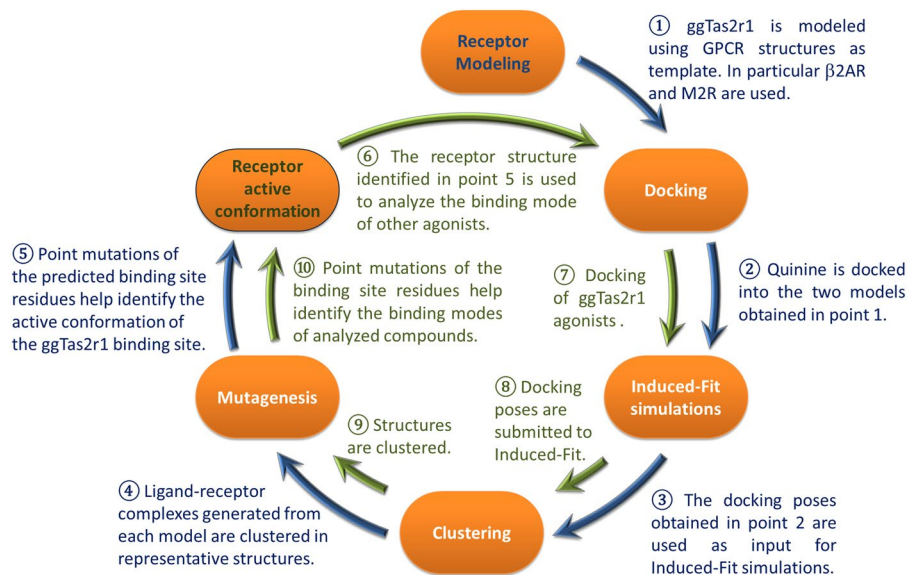 Receptor
Modeling
① ggTas2r1 is modeled
using GPCR structures as
template. In particular β2AR
and M2R are used.
Receptor
active
conformation
⑥ The receptor structure
identified in point 5 is used
to analyze the binding mode
of other agonists.
Docking
⑤ Point mutations of
the predicted binding site
residues help identify the
active conformation of
the ggTas2r1 binding site.
⑩ Point mutations of the
binding site residues help
identify the binding modes
of analyzed compounds.
⑦ Docking
of ggTas2r1
agonists .
② Quinine is docked
into the two models
obtained in point 1.
Mutagenesis
Induced-Fit
simulations
⑧ Docking
poses are
submitted to
Induced-Fit.
⑨ Structures
are clustered.
④ Ligand-receptor
complexes generated from
each model are clustered in
representative structures.
Clustering
③ The docking poses
obtained in point 2 are
used as input for
Induced-Fit simulations.